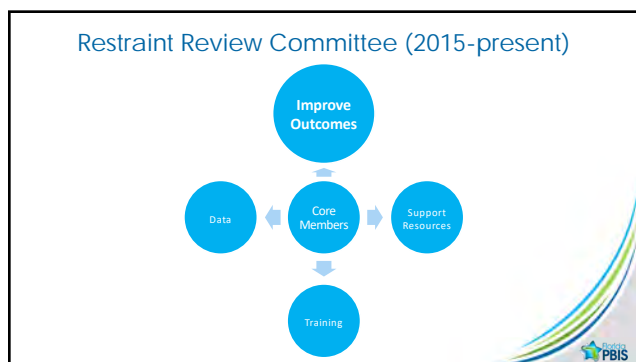 Restraint Review Committee (2015-present)
Improve
Outcomes
Data
Core
Members
Support
Resources
Training
Florida
PBIS